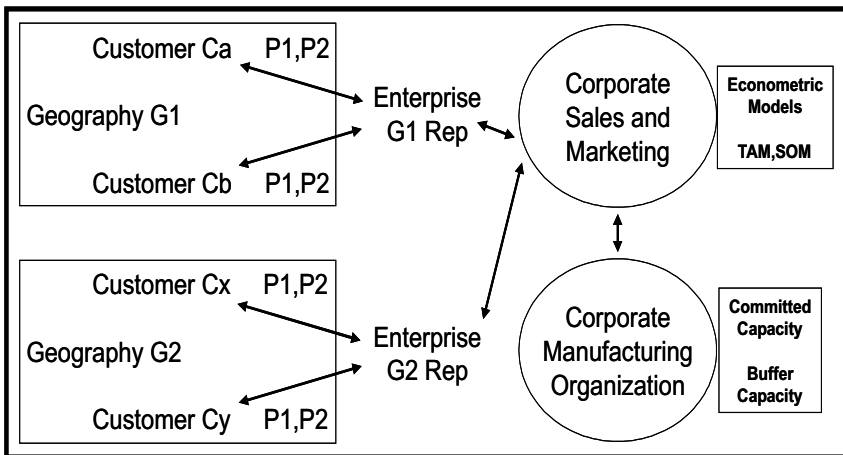 Customer Ca P1,P2
Geography G1
Customer Cb P1,P2
Enterprise
G1 Rep
Corporate
Sales and
Marketing
Econometric
Models
TAM,SOM
Customer Cx P1,P2
Geography G2
Customer Cy P1,P2
Enterprise
G2 Rep
Corporate
Manufacturing
Organization
Committed
Capacity
Buffer
Capacity